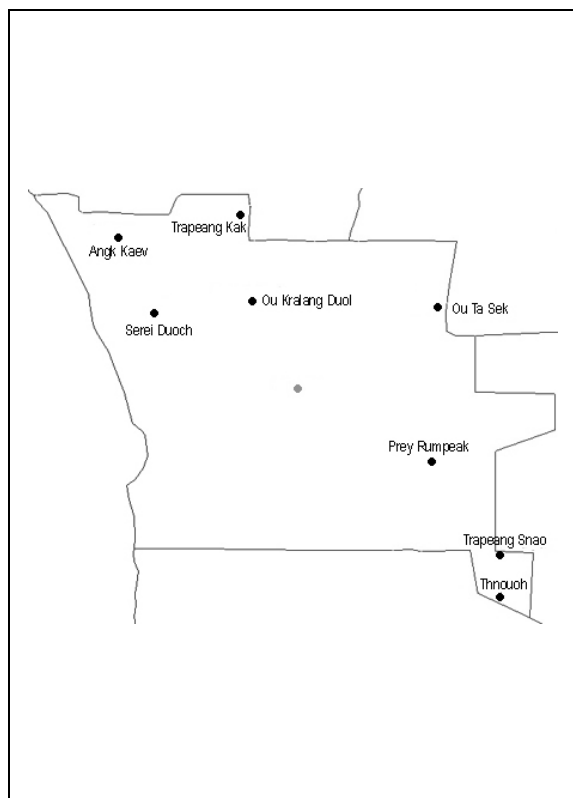 Trapeang Kak
Angk Kaev
Ou Kralang Duol
Ou Ta Sek
Serei Duoch
Prey Rumpeak
Trapeang Snao
Thnouoh